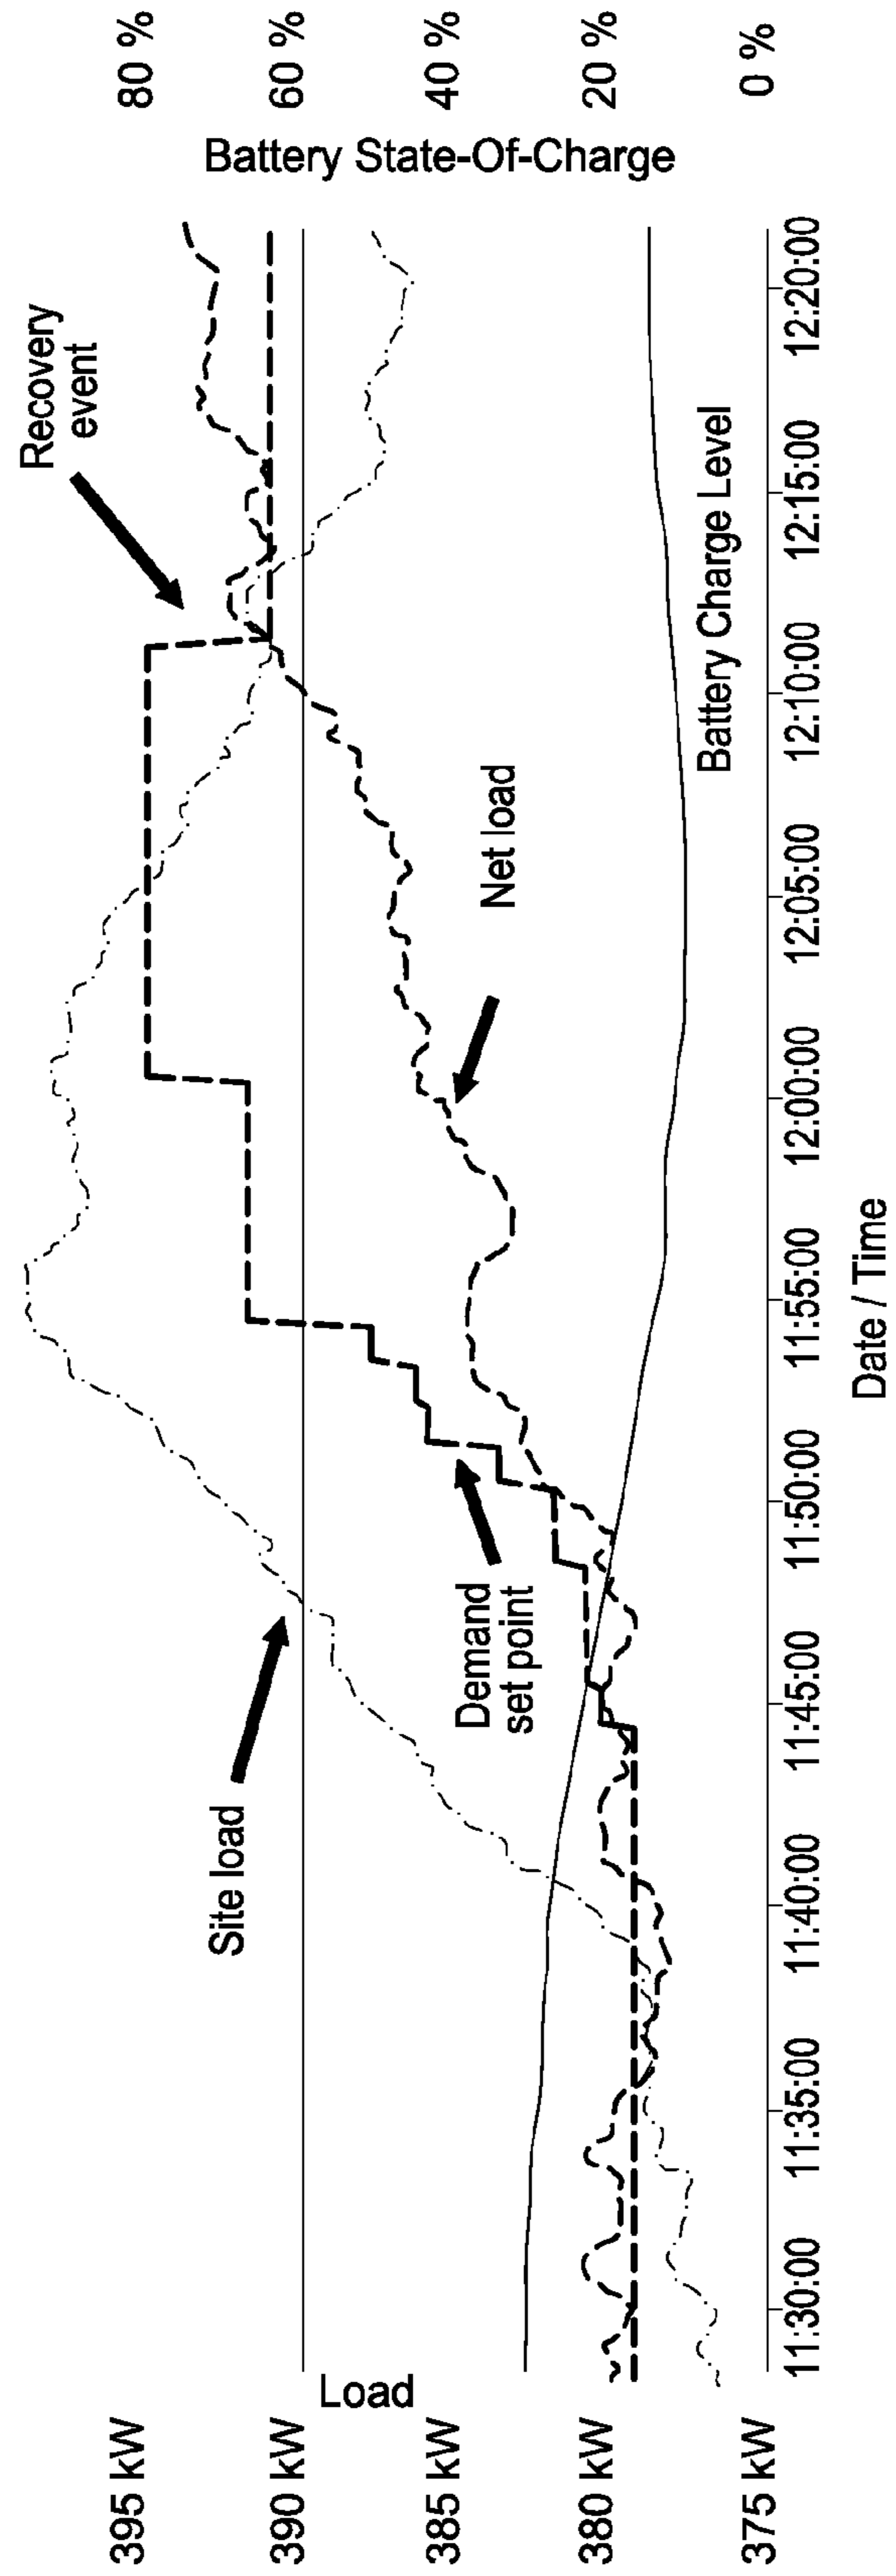 395 kW
390 kW
385 kW
380 kW
375 kW
Load
Site load
Demand
set point
Net load
Recovery
event
Battery Charge Level
80 %
60 %
40 %
20 %
0 %
Battery State-Of-Charge
11:30:00
11:35:00
11:40:00
11:45:00
11:50:00
11:55:00
12:00:00
12:05:00
12:10:00
12:15:00
12:20:00
Date / Time